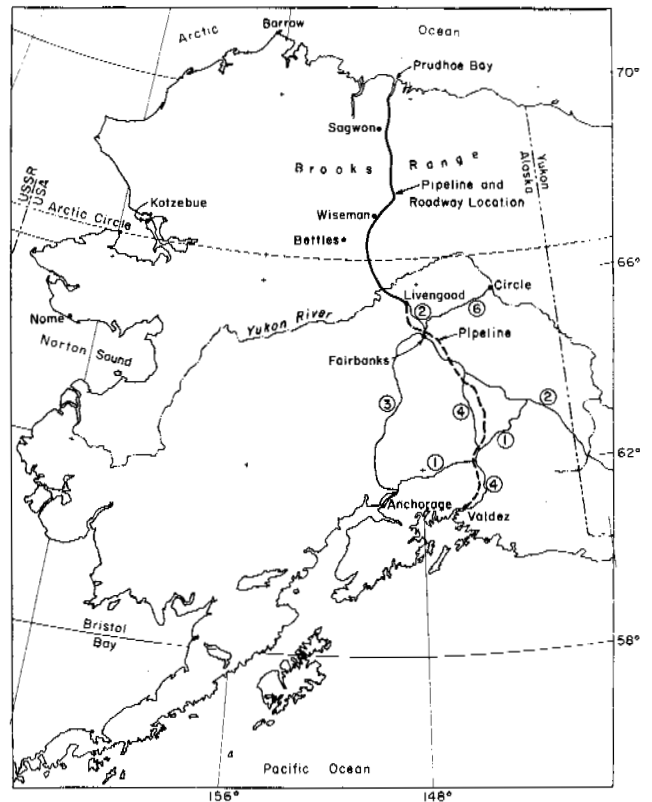 Barrow
Arctic
Ocean
Prudhoe Bay
70°
Sagwon
Brooks Range
Yukon
Alaska
USSR
USA
Pipeline and
Roadway Location
Arctic Circle
Kotzebue
Wiseman
Bettles
66°
Circle
Livengood
2
6
Nome
Yukon River
Pipeline
Norton Sound
Fairbanks
3
4
2
1
1
62°
4
Anchorage
Valdez
Bristol
Bay
58°
Pacific Ocean
156°
148°